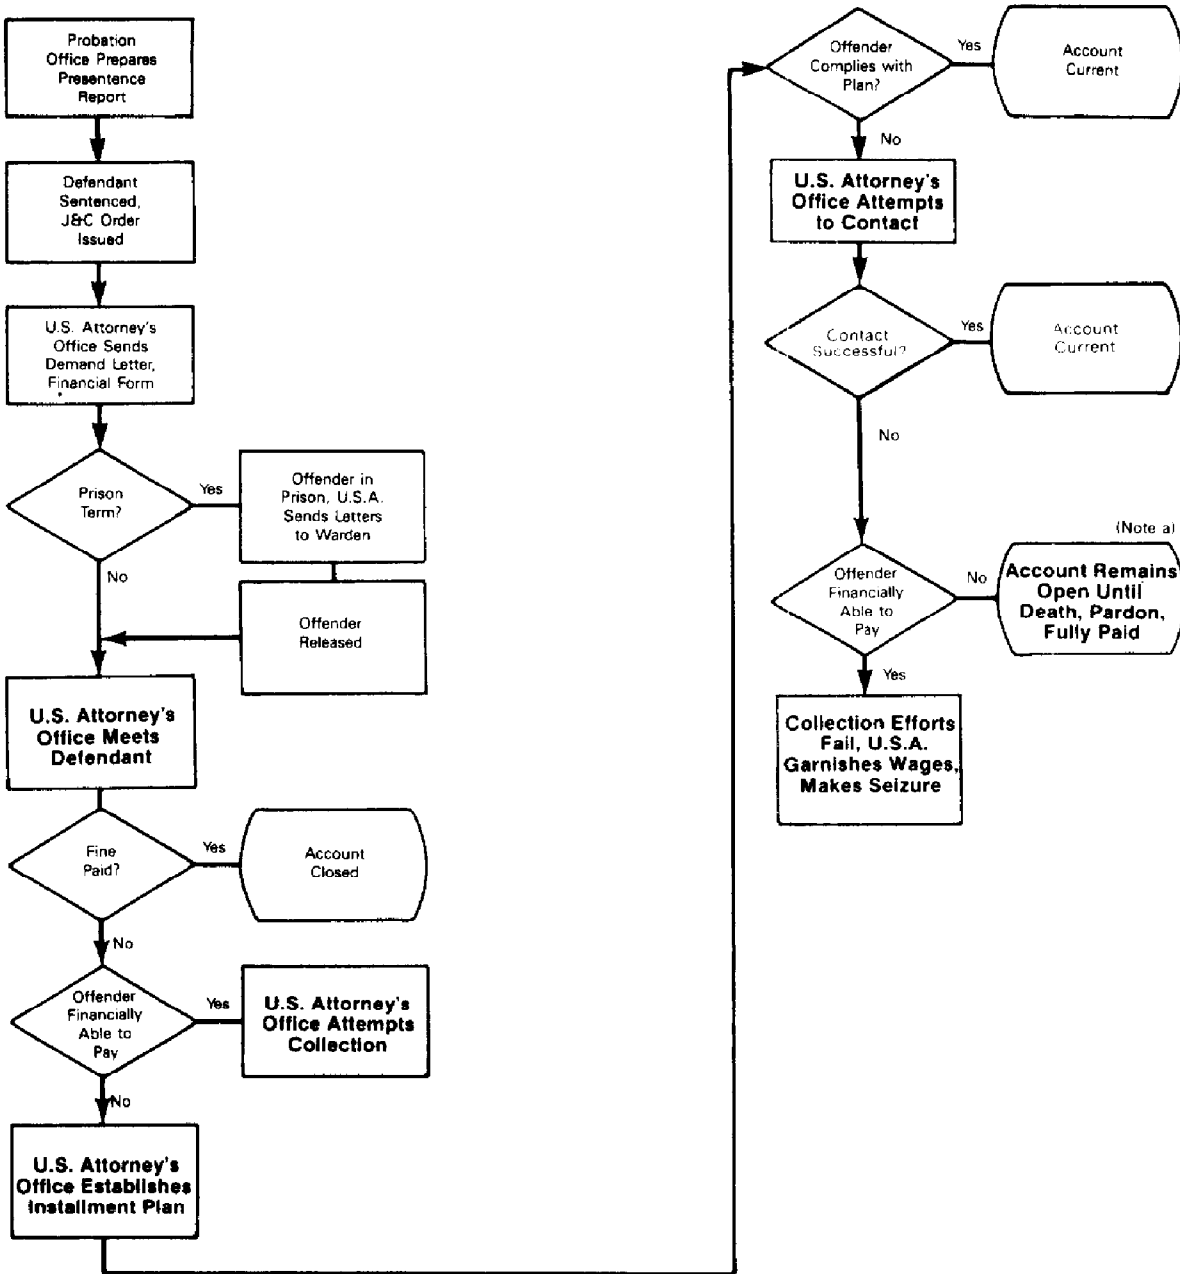 Probation
Office Prepares
Presentence
Report
Defendant
Sentenced,
J&C Order
Issued
U.S. Attorney's
Office Sends
Demand Letter,
Financial Form
Prison
Term?
Yes
Offender in
Prison, U.S.A.
Sends Letters
to Warden
No
Offender
Released
U.S. Attorney's
Office Meets
Defendant
Fine
Paid?
Yes
Account
Closed
No
Offender
Financially
Able to
Pay
Yes
U.S. Attorney's
Office Attempts
Collection
No
U.S. Attorney's
Office Establishes
Installment Plan
Offender
Complies with
Plan?
Yes
Account
Current
No
U.S. Attorney's
Office Attempts
to Contact
Contact
Successful?
Yes
Account
Current
No
(Note a)
Offender
Financially
Able to
Pay
No
Account Remains
Open Until
Death, Pardon,
Fully Paid
Yes
Collection Efforts
Fail, U.S.A.
Garnishes Wages,
Makes Seizure